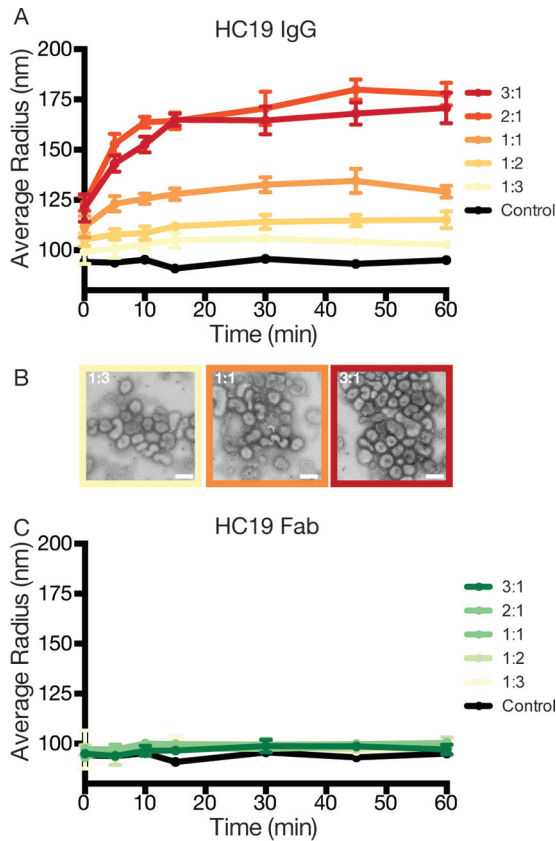 A
HC19 IgG
Average Radius (nm)
200
175
150
125
100
0 10 20 30 40 50 60
Time (min)
3:1
2:1
1:1
1:2
1:3
Control
B
1:3 1:1 3:1
C
HC19 Fab
Average Radius (nm)
200
175
150
125
100
0 10 20 30 40 50 60
Time (min)
3:1
2:1
1:1
1:2
1:3
Control